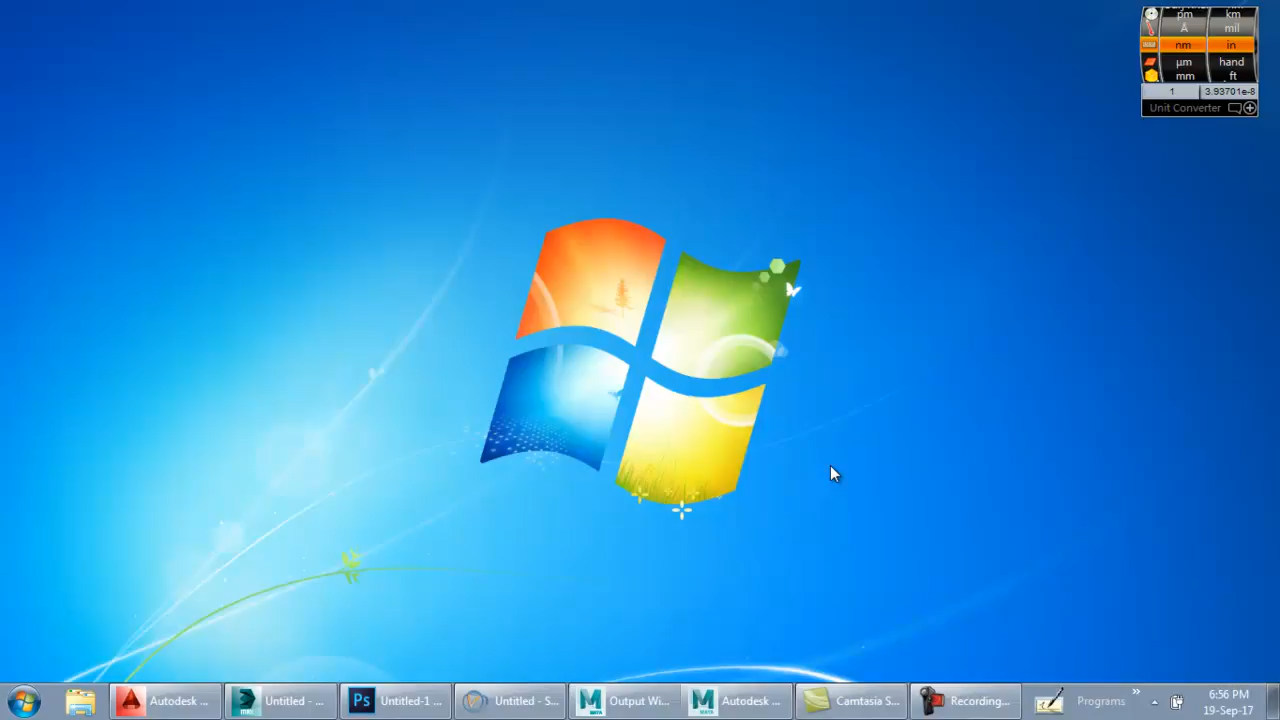 pm km
Å mil
nm in
µm hand
mm ft
1 3.93701e-8
Unit Converter
Autodesk ...
Untitled - ...
Ps Untitled-1 ...
Untitled - S...
M Output Wi...
M Autodesk ...
Camtasia S...
Recording...
Programs »
6:56 PM
19-Sep-17